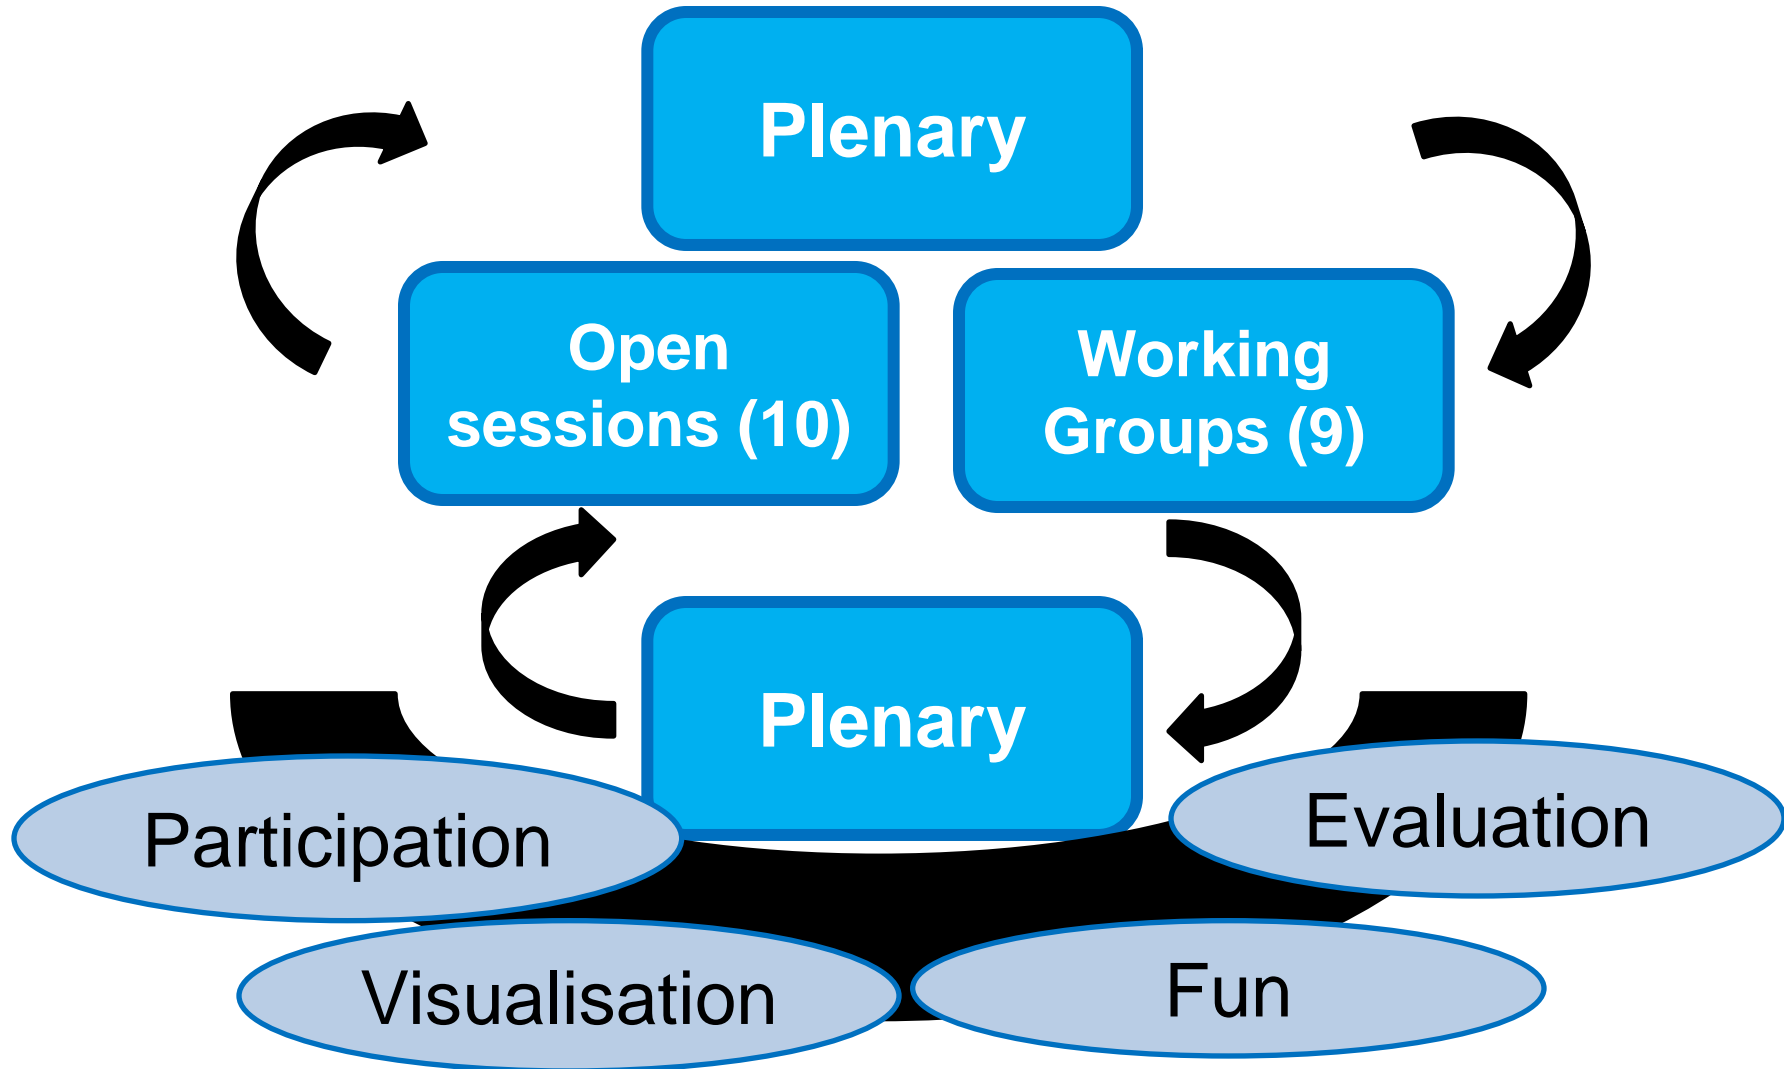 Plenary
Open
sessions (10)
Working
Groups (9)
Plenary
Participation
Evaluation
Visualisation
Fun